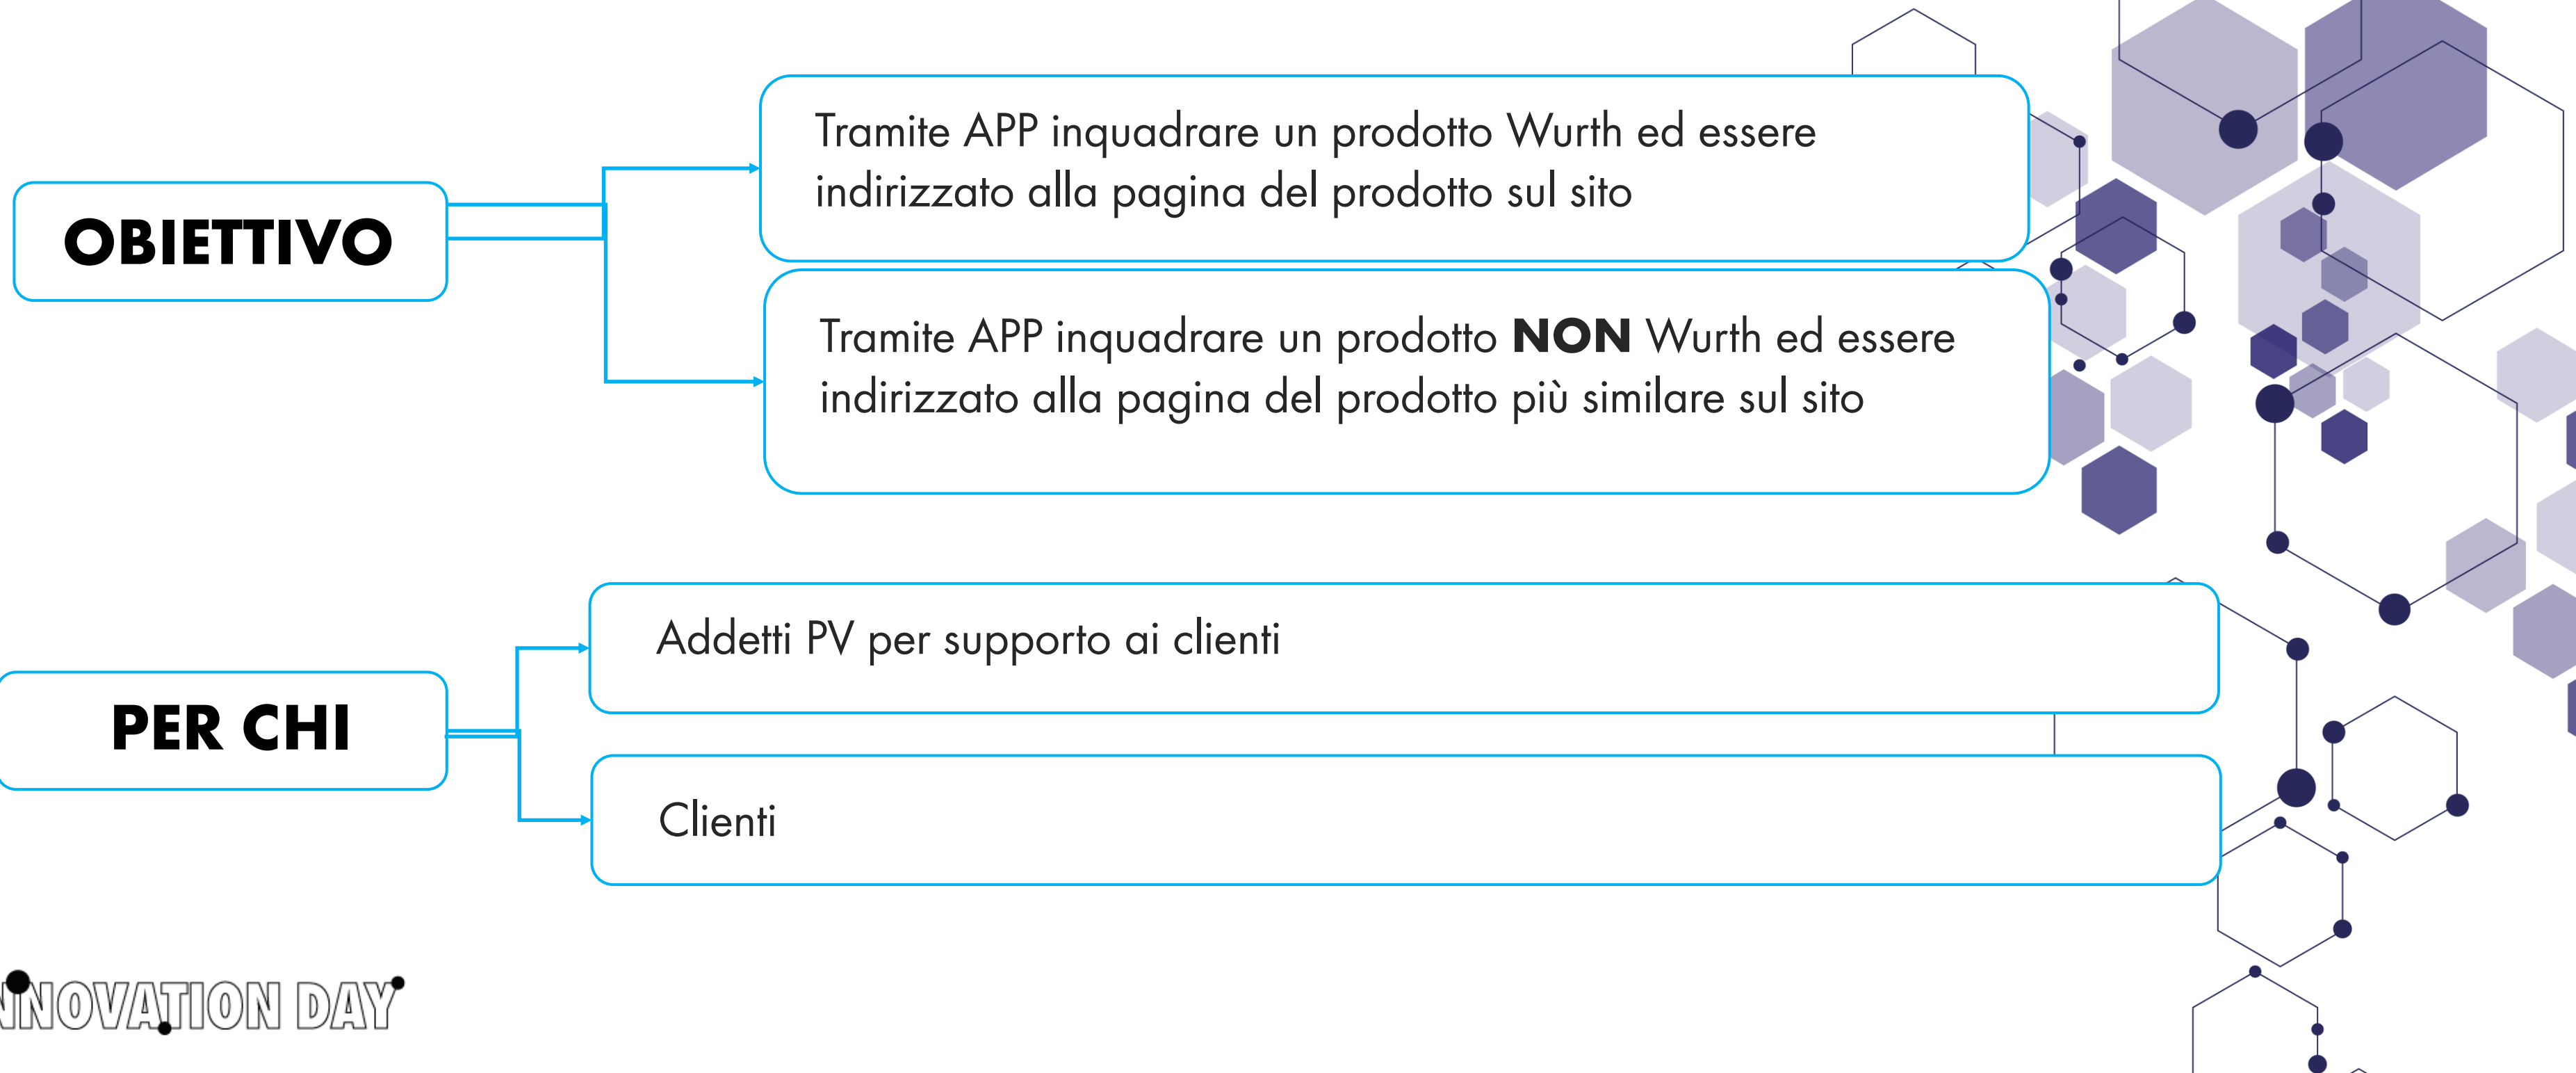 OBIETTIVO
Tramite APP inquadrare un prodotto Wurth ed essere
indirizzato alla pagina del prodotto sul sito
Tramite APP inquadrare un prodotto NON Wurth ed essere
indirizzato alla pagina del prodotto più similare sul sito
PER CHI
Addetti PV per supporto ai clienti
Clienti
INNOVATION DAY